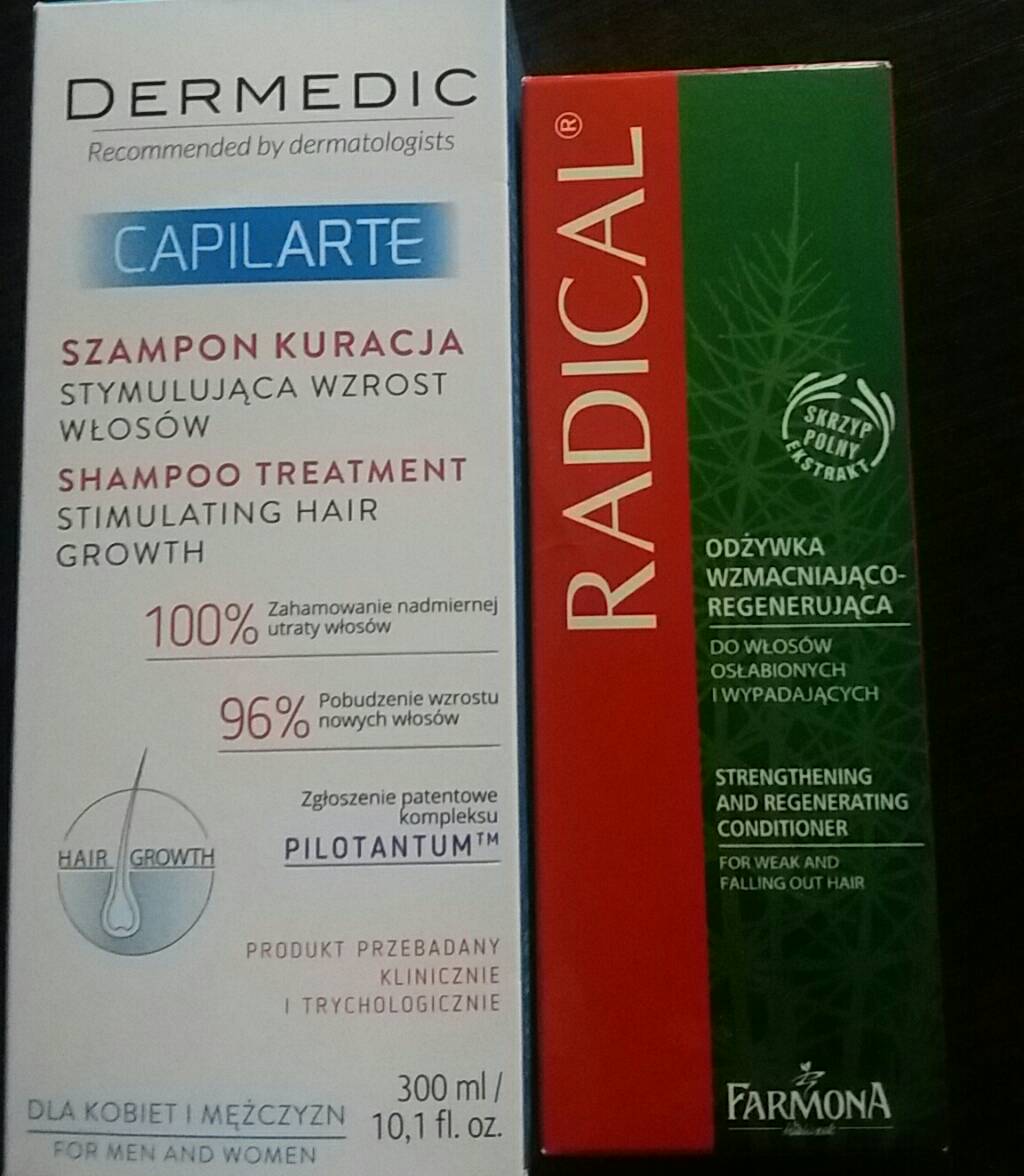 DERMEDIC
Recommended by dermatologists
CAPILARTE
SZAMPON KURACJA
STYMULUJĄCA WZROST
WŁOSÓW
SHAMPOO TREATMENT
STIMULATING HAIR
GROWTH
100% Zahamowanie nadmiernej
utraty włosów
96% Pobudzenie wzrostu
nowych włosów
Zgłoszenie patentowe
kompleksu
PILOTANTUM™
HAIR GROWTH
PRODUKT PRZEBADANY
KLINICZNIE
I TRYCHOLOGICZNIE
300 ml /
10,1 fl. oz.
DLA KOBIET I MĘŻCZYZN
FOR MEN AND WOMEN
RADICAL®
SKRZYP
POLNY
EKSTRAKT
ODŻYWKA
WZMACNIAJĄCO-
REGENERUJĄCA
DO WŁOSÓW
OSŁABIONYCH
I WYPADAJĄCYCH
STRENGTHENING
AND REGENERATING
CONDITIONER
FOR WEAK AND
FALLING OUT HAIR
FARMONA